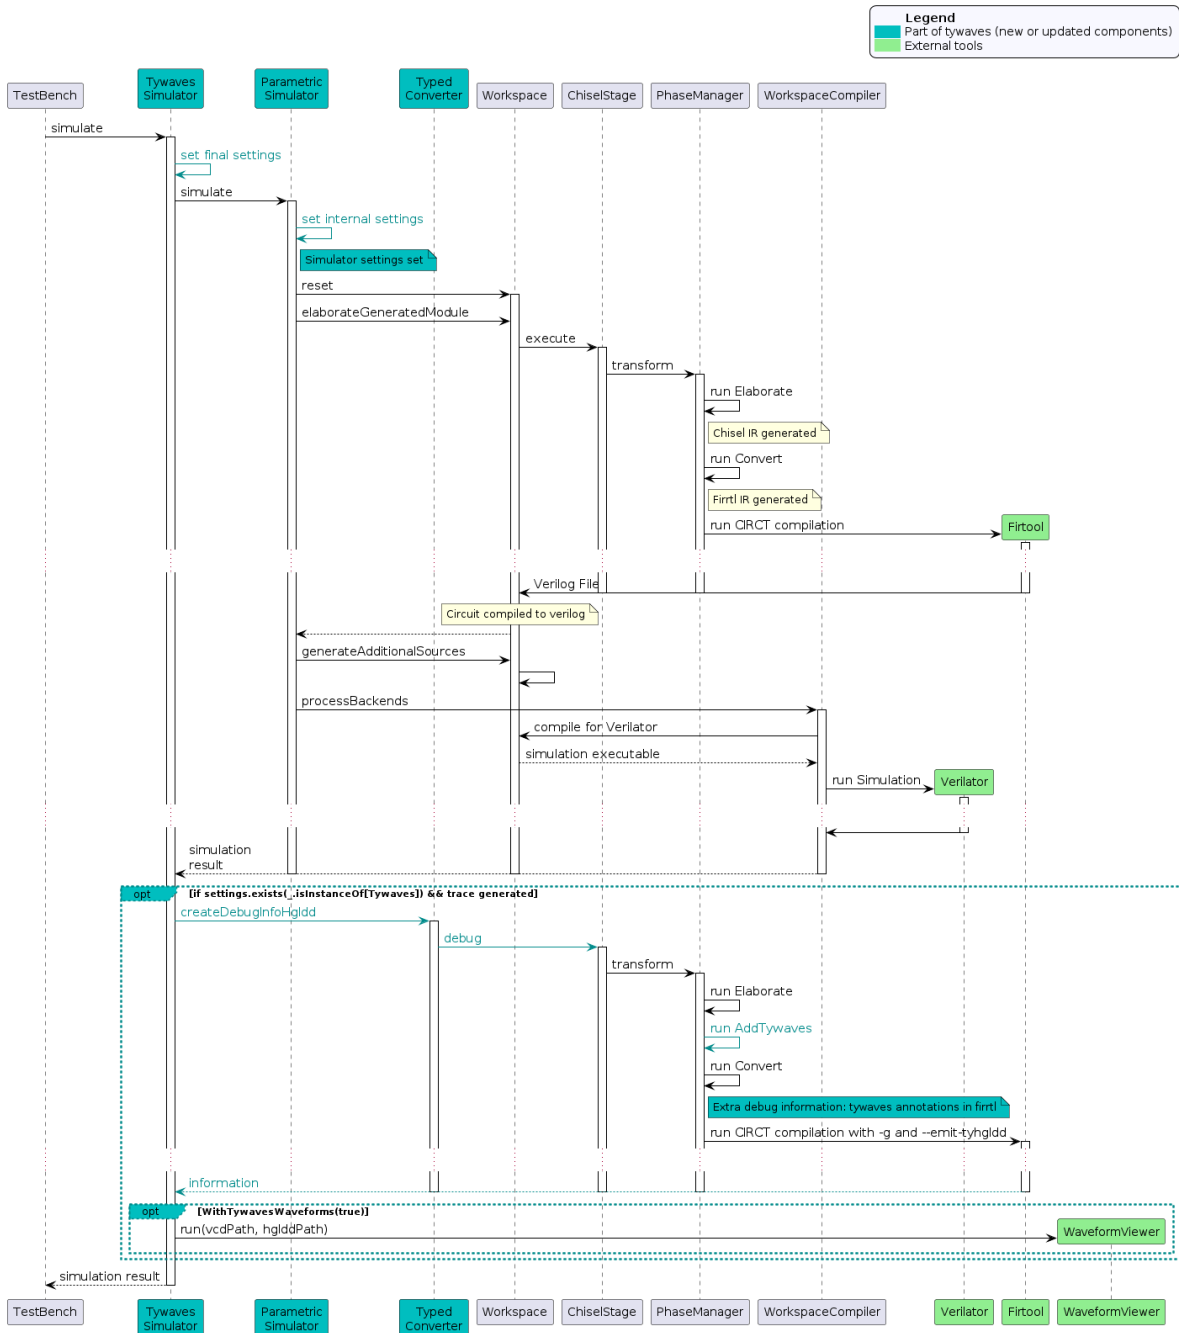 Legend
Part of tywaves (new or updated components)
External tools
TestBench
Tywaves
Simulator
Parametric
Simulator
Typed
Converter
Workspace
ChiselStage
PhaseManager
WorkspaceCompiler
simulate
set final settings
simulate
set internal settings
Simulator settings set
reset
elaborateGeneratedModule
execute
transform
run Elaborate
Chisel IR generated
run Convert
Firrtl IR generated
run CIRCT compilation
Firtool
Verilog File
Circuit compiled to verilog
generateAdditionalSources
processBackends
compile for Verilator
simulation executable
run Simulation
Verilator
simulation
result
opt
[if settings.exists(_.isInstanceOf[Tywaves]) && trace generated]
createDebugInfoHgldd
debug
transform
run Elaborate
run AddTywaves
run Convert
Extra debug information: tywaves annotations in firrtl
run CIRCT compilation with -g and --emit-tyhgldd
information
opt
[WithTywavesWaveforms(true)]
run(vcdPath, hglddPath)
WaveformViewer
simulation result
TestBench
Tywaves
Simulator
Parametric
Simulator
Typed
Converter
Workspace
ChiselStage
PhaseManager
WorkspaceCompiler
Verilator
Firtool
WaveformViewer